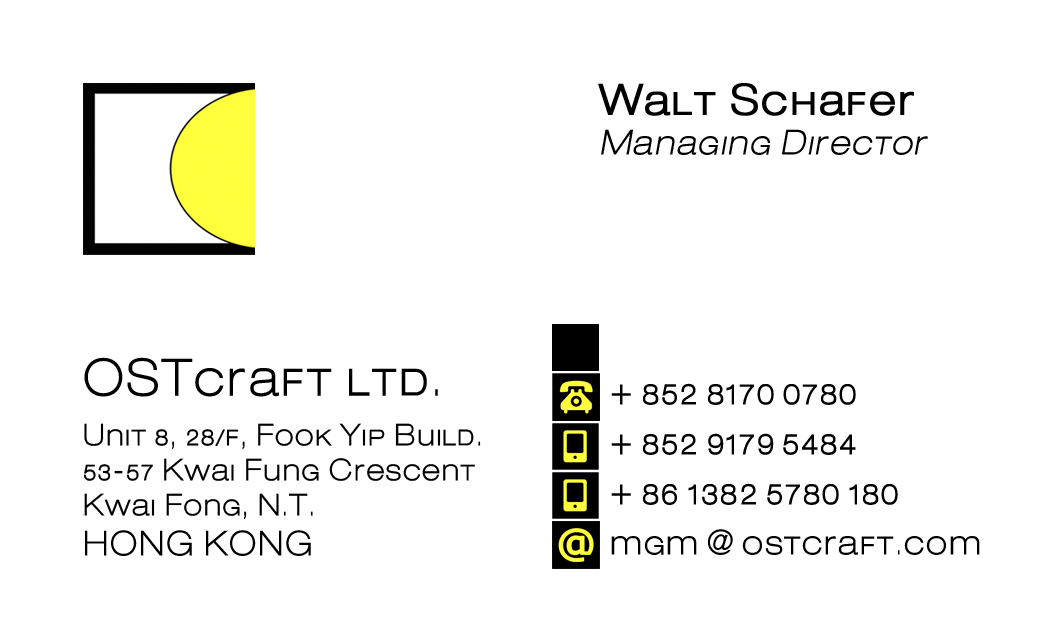 Walt Schafer
Managing Director
OSTcraft LTD.
Unit 8, 28/F, Fook Yip Build.
53-57 Kwai Fung Crescent
Kwai Fong, N.T.
HONG KONG
+ 852 8170 0780
+ 852 9179 5484
+ 86 1382 5780 180
@ mgm @ ostcraft.com